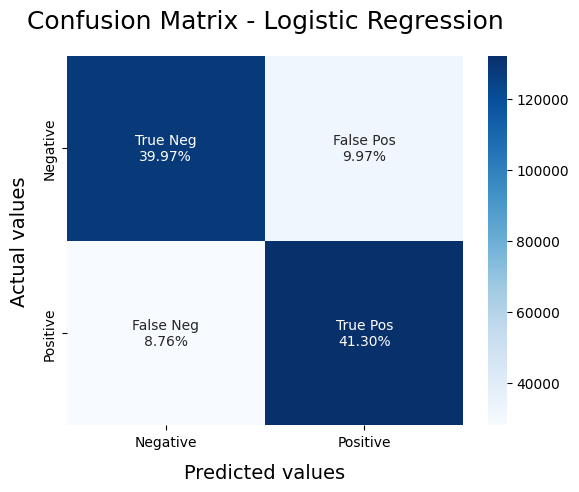 Confusion Matrix - Logistic Regression
True Neg
39.97%
False Pos
9.97%
False Neg
8.76%
True Pos
41.30%
Actual values
Negative
Positive
Negative
Positive
Predicted values
120000
100000
80000
60000
40000